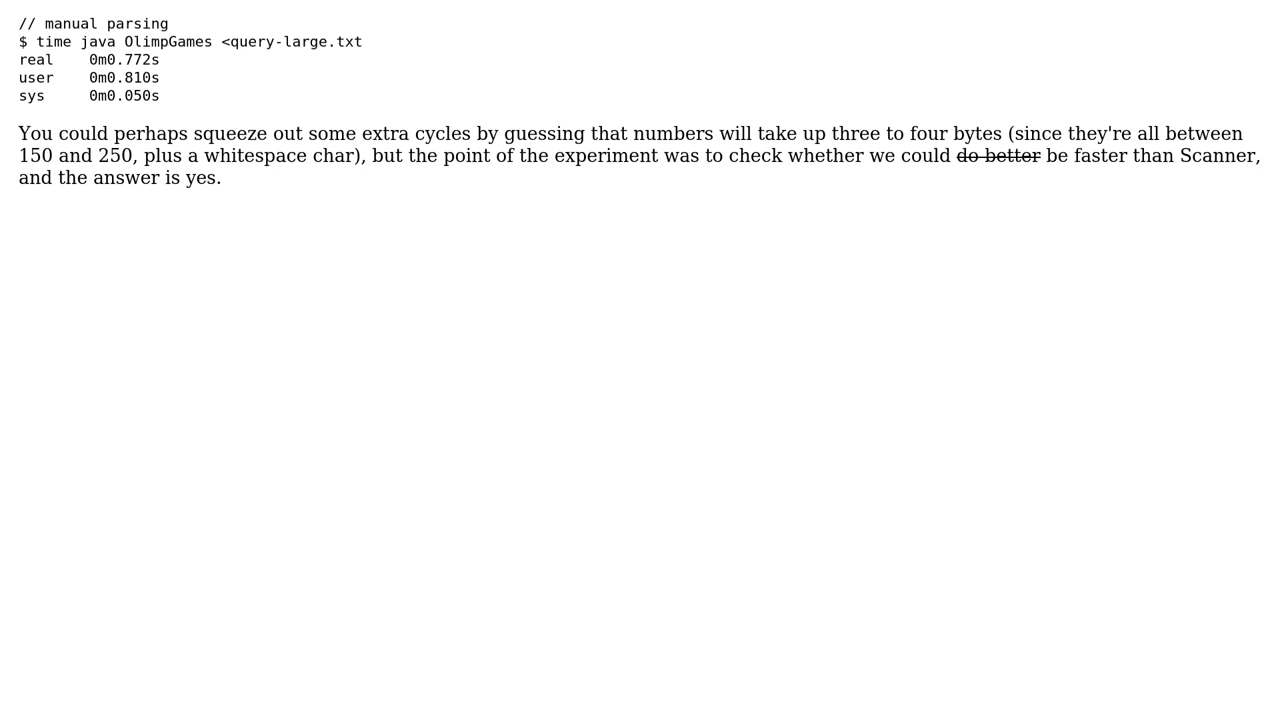 // manual parsing
$ time java OlimpGames <query-large.txt
real    0m0.772s
user    0m0.810s
sys     0m0.050s
You could perhaps squeeze out some extra cycles by guessing that numbers will take up three to four bytes (since they're all between
150 and 250, plus a whitespace char), but the point of the experiment was to check whether we could do better be faster than Scanner,
and the answer is yes.